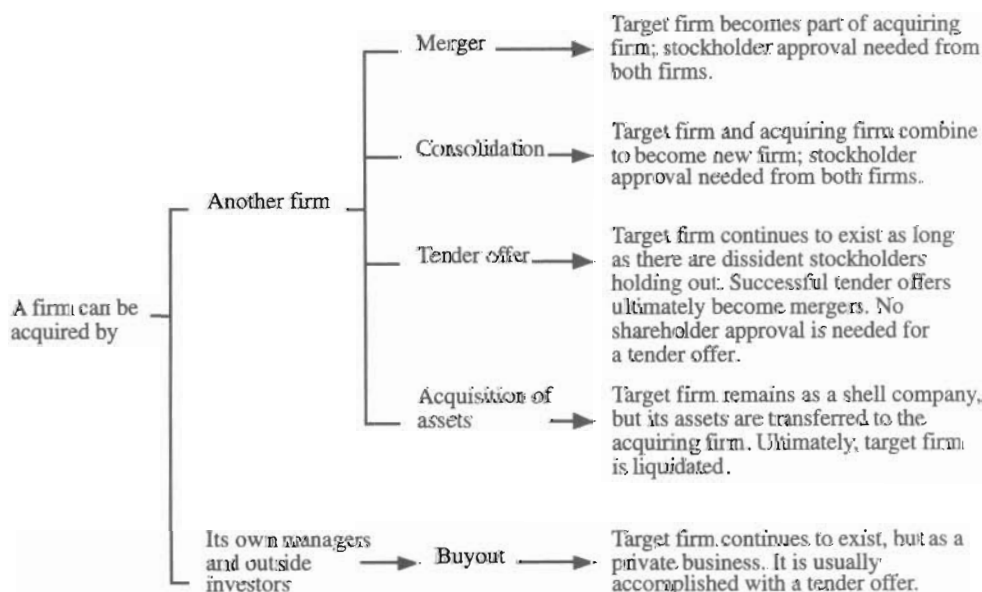 A firm can be
acquired by
Another firm
Merger
Target firm becomes part of acquiring
firm; stockholder approval needed from
both firms.
Consolidation
Target firm and acquiring firm combine
to become new firm; stockholder
approval needed from both firms.
Tender offer
Target firm continues to exist as long
as there are dissident stockholders
holding out. Successful tender offers
ultimately become mergers. No
shareholder approval is needed for
a tender offer.
Acquisition of
assets
Target firm remains as a shell company,
but its assets are transferred to the
acquiring firm. Ultimately, target firm
is liquidated.
Its own managers
and outside
investors
Buyout
Target firm continues to exist, but as a
private business. It is usually
accomplished with a tender offer.